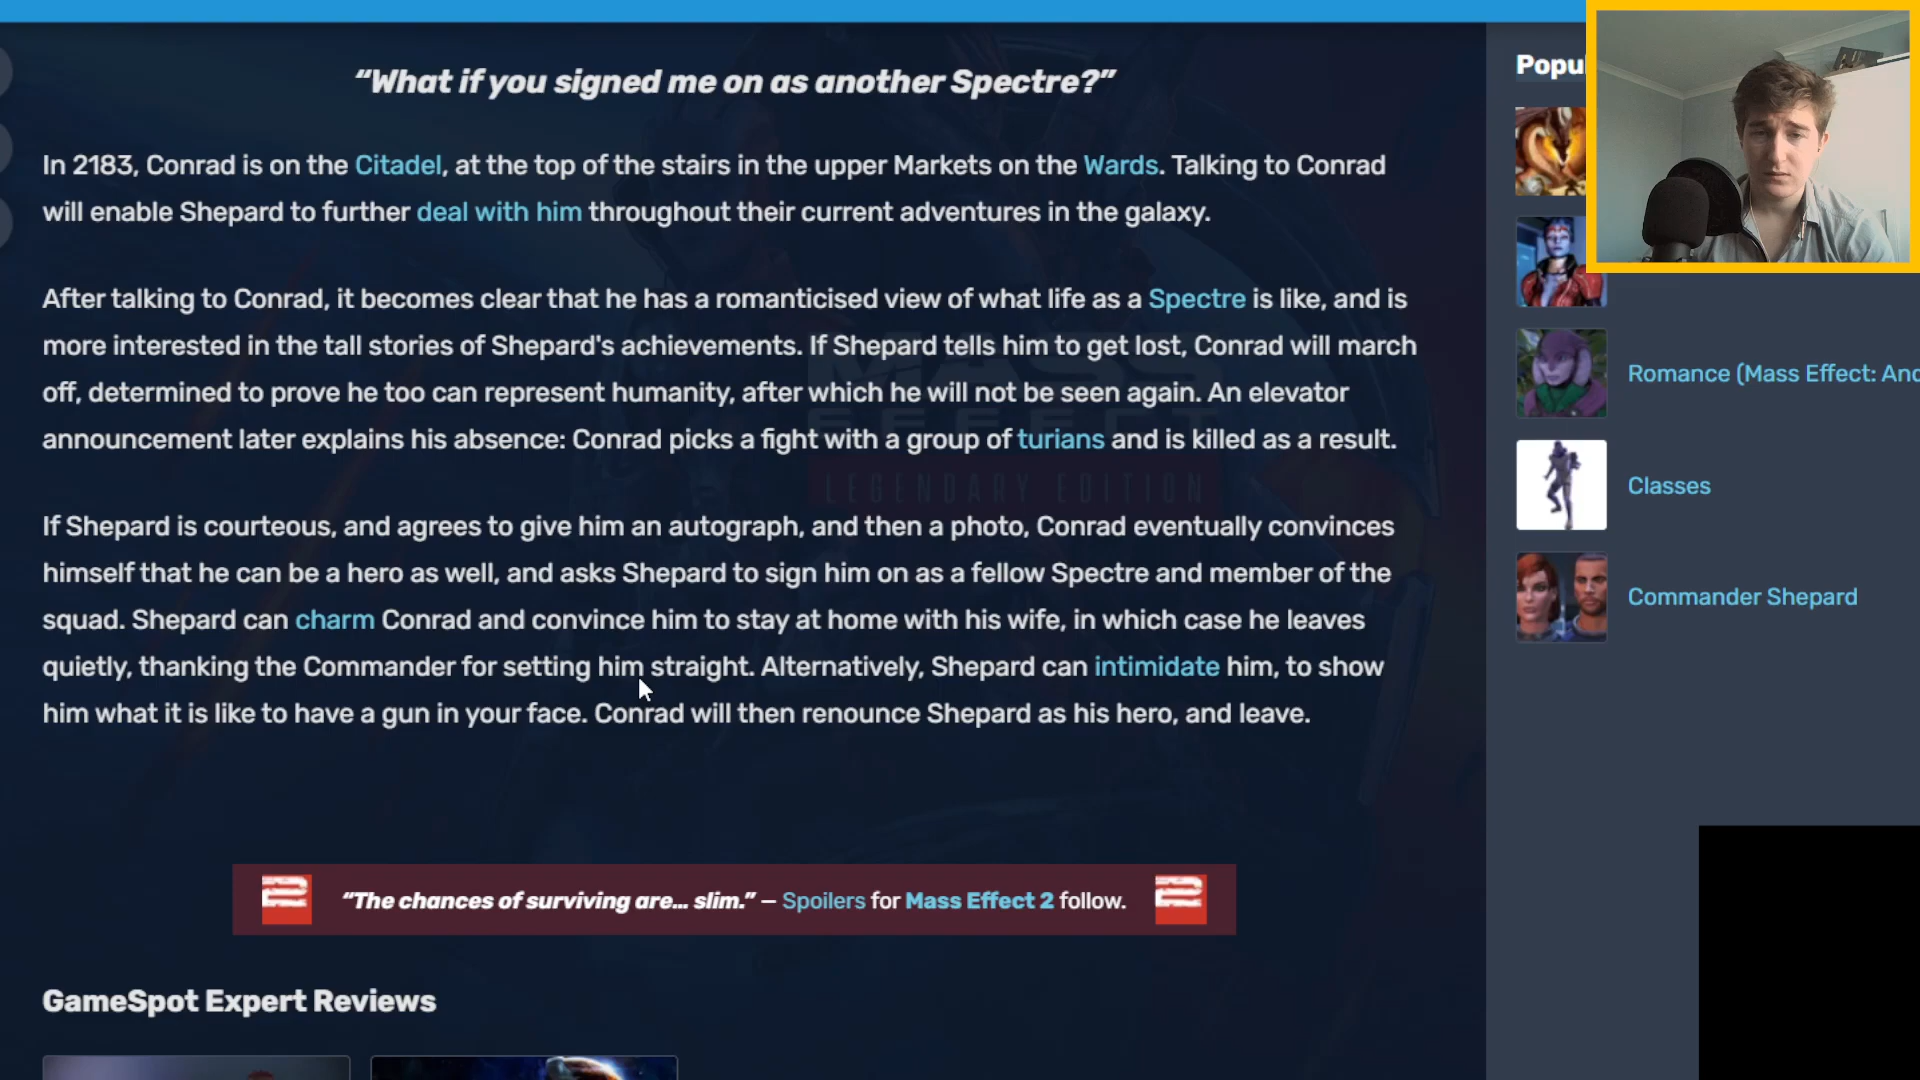 “What if you signed me on as another Spectre?”
In 2183, Conrad is on the Citadel, at the top of the stairs in the upper Markets on the Wards. Talking to Conrad
will enable Shepard to further deal with him throughout their current adventures in the galaxy.
After talking to Conrad, it becomes clear that he has a romanticised view of what life as a Spectre is like, and is
more interested in the tall stories of Shepard's achievements. If Shepard tells him to get lost, Conrad will march
off, determined to prove he too can represent humanity, after which he will not be seen again. An elevator
announcement later explains his absence: Conrad picks a fight with a group of turians and is killed as a result.
If Shepard is courteous, and agrees to give him an autograph, and then a photo, Conrad eventually convinces
himself that he can be a hero as well, and asks Shepard to sign him on as a fellow Spectre and member of the
squad. Shepard can charm Conrad and convince him to stay at home with his wife, in which case he leaves
quietly, thanking the Commander for setting him straight. Alternatively, Shepard can intimidate him, to show
him what it is like to have a gun in your face. Conrad will then renounce Shepard as his hero, and leave.
MASS
EFFECT
LEGENDARY EDITION
2 “The chances of surviving are... slim.” — Spoilers for Mass Effect 2 follow. 2
GameSpot Expert Reviews
Popu
Romance (Mass Effect: And
Classes
Commander Shepard